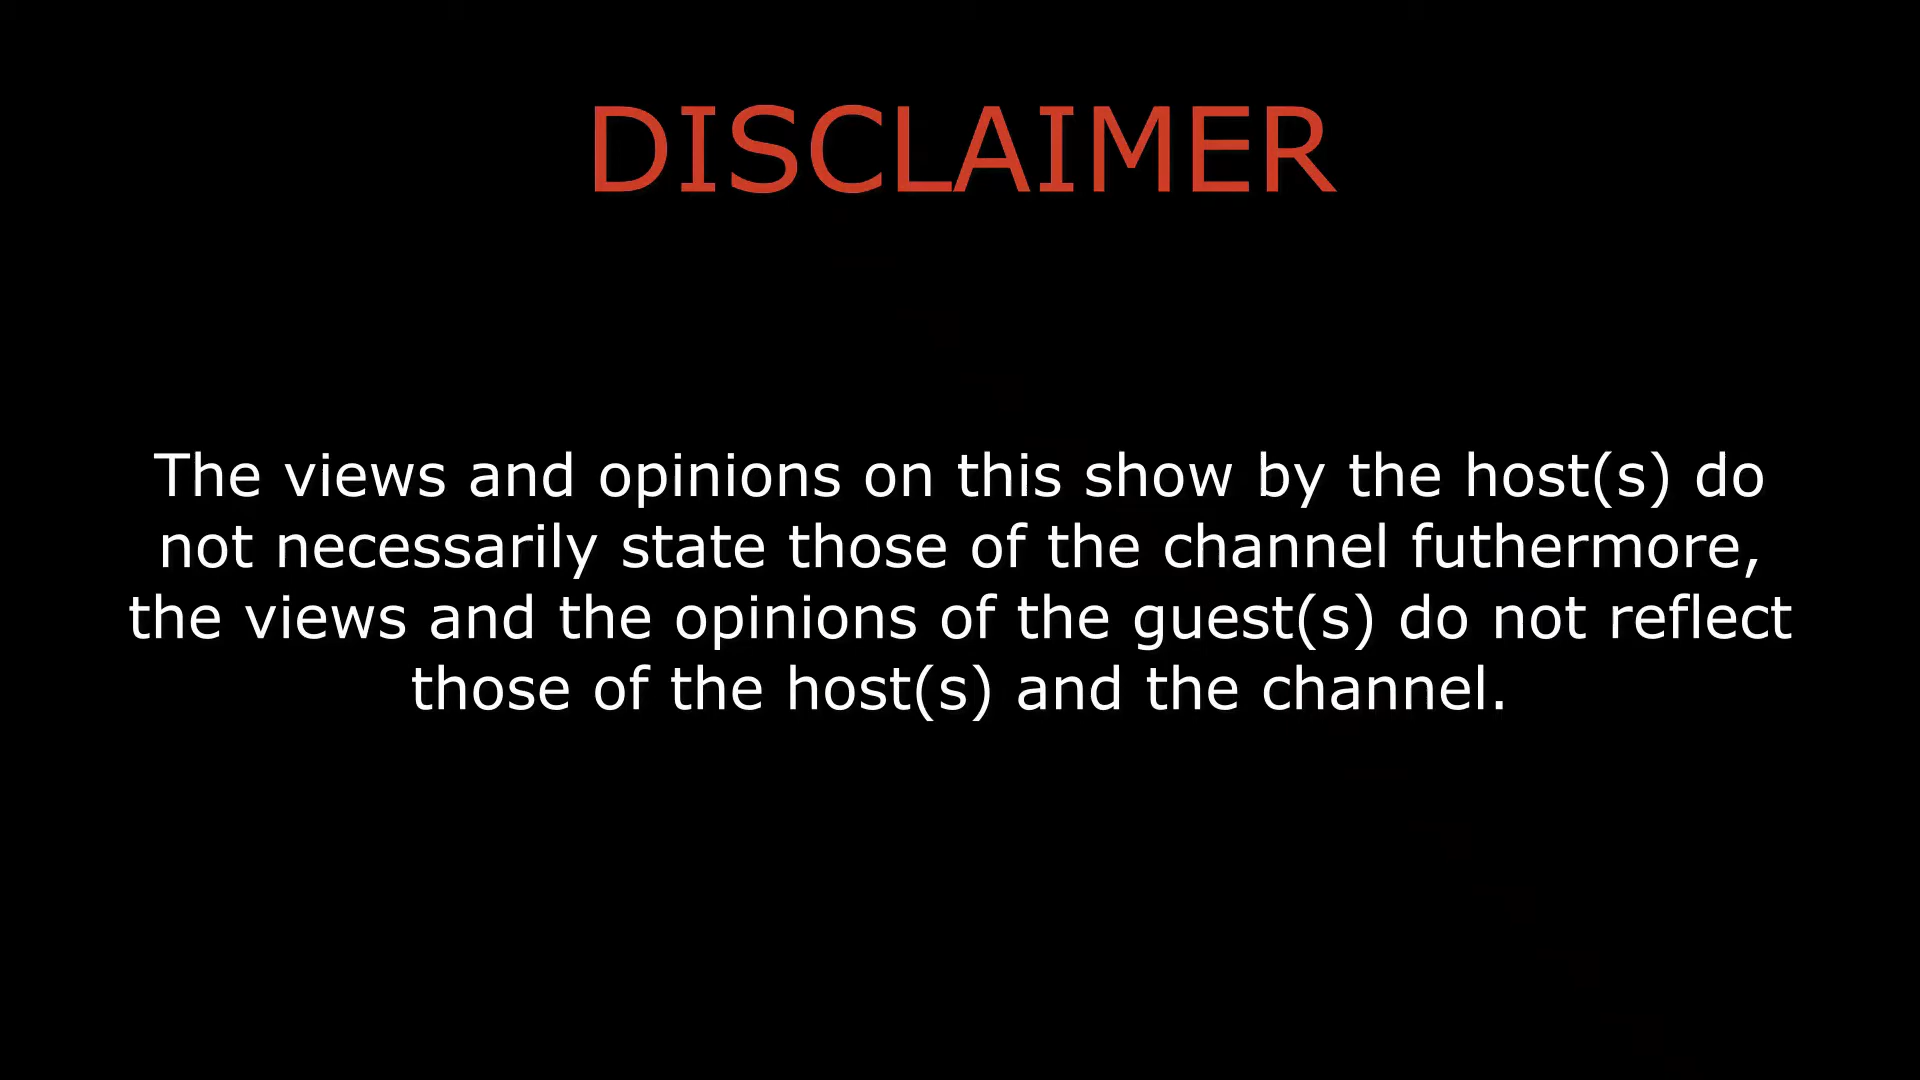 DISCLAIMER
The views and opinions on this show by the host(s) do
not necessarily state those of the channel futhermore,
the views and the opinions of the guest(s) do not reflect
those of the host(s) and the channel.